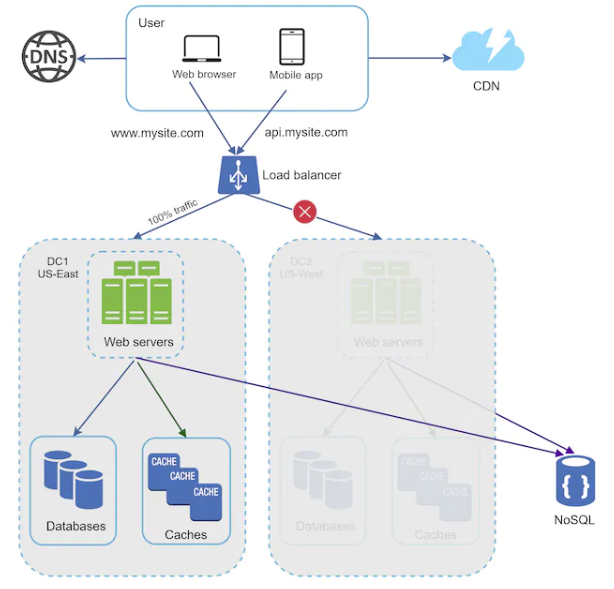 User
DNS
Web browser
Mobile app
CDN
www.mysite.com
api.mysite.com
Load balancer
100% traffic
DC1
US-East
DC2
US-West
Web servers
Web servers
CACHE
CACHE
CACHE
CACHE
CACHE
CACHE
{ }
Databases
Caches
Databases
Caches
NoSQL